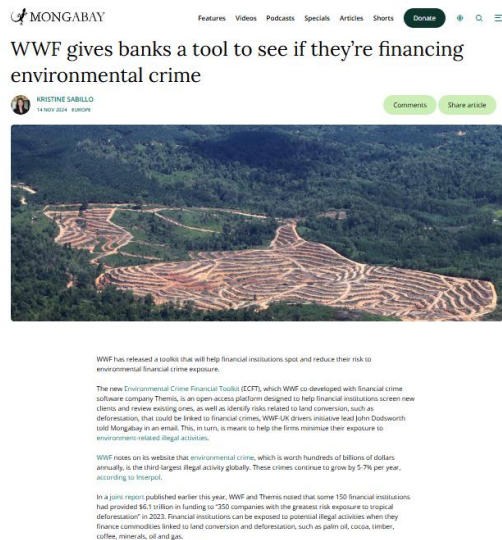 MONGABAY
Features Videos Podcasts Specials Articles Shorts Donate
WWF gives banks a tool to see if they're financing
environmental crime
KRISTINE SABILLO
14 NOV 2024 EUROPE
Comments Share article
WWF has released a toolkit that will help financial institutions spot and reduce their risk to
environmental financial crime exposure.
The new Environmental Crime Financial Toolkit (ECFT), which WWF co-developed with financial crime
software company Themis, is an open-access platform designed to help financial institutions screen new
clients and review existing ones, as well as identify risks related to land conversion, such as
deforestation, that could be linked to financial crimes, WWF-UK drivers initiative lead John Dodsworth
told Mongabay in an email. This, in turn, is meant to help the firms minimize their exposure to
environment-related illegal activities.
WWF notes on its website that environmental crime, which is worth hundreds of billions of dollars
annually, is the third-largest illegal activity globally. These crimes continue to grow by 5-7% per year,
according to Interpol.
In a joint report published earlier this year, WWF and Themis noted that some 150 financial institutions
had provided $6.1 trillion in funding to "350 companies with the greatest risk exposure to tropical
deforestation" in 2023. Financial institutions can be exposed to potential illegal activities when they
finance commodities linked to land conversion and deforestation, such as palm oil, cocoa, timber,
coffee, minerals, oil and gas.